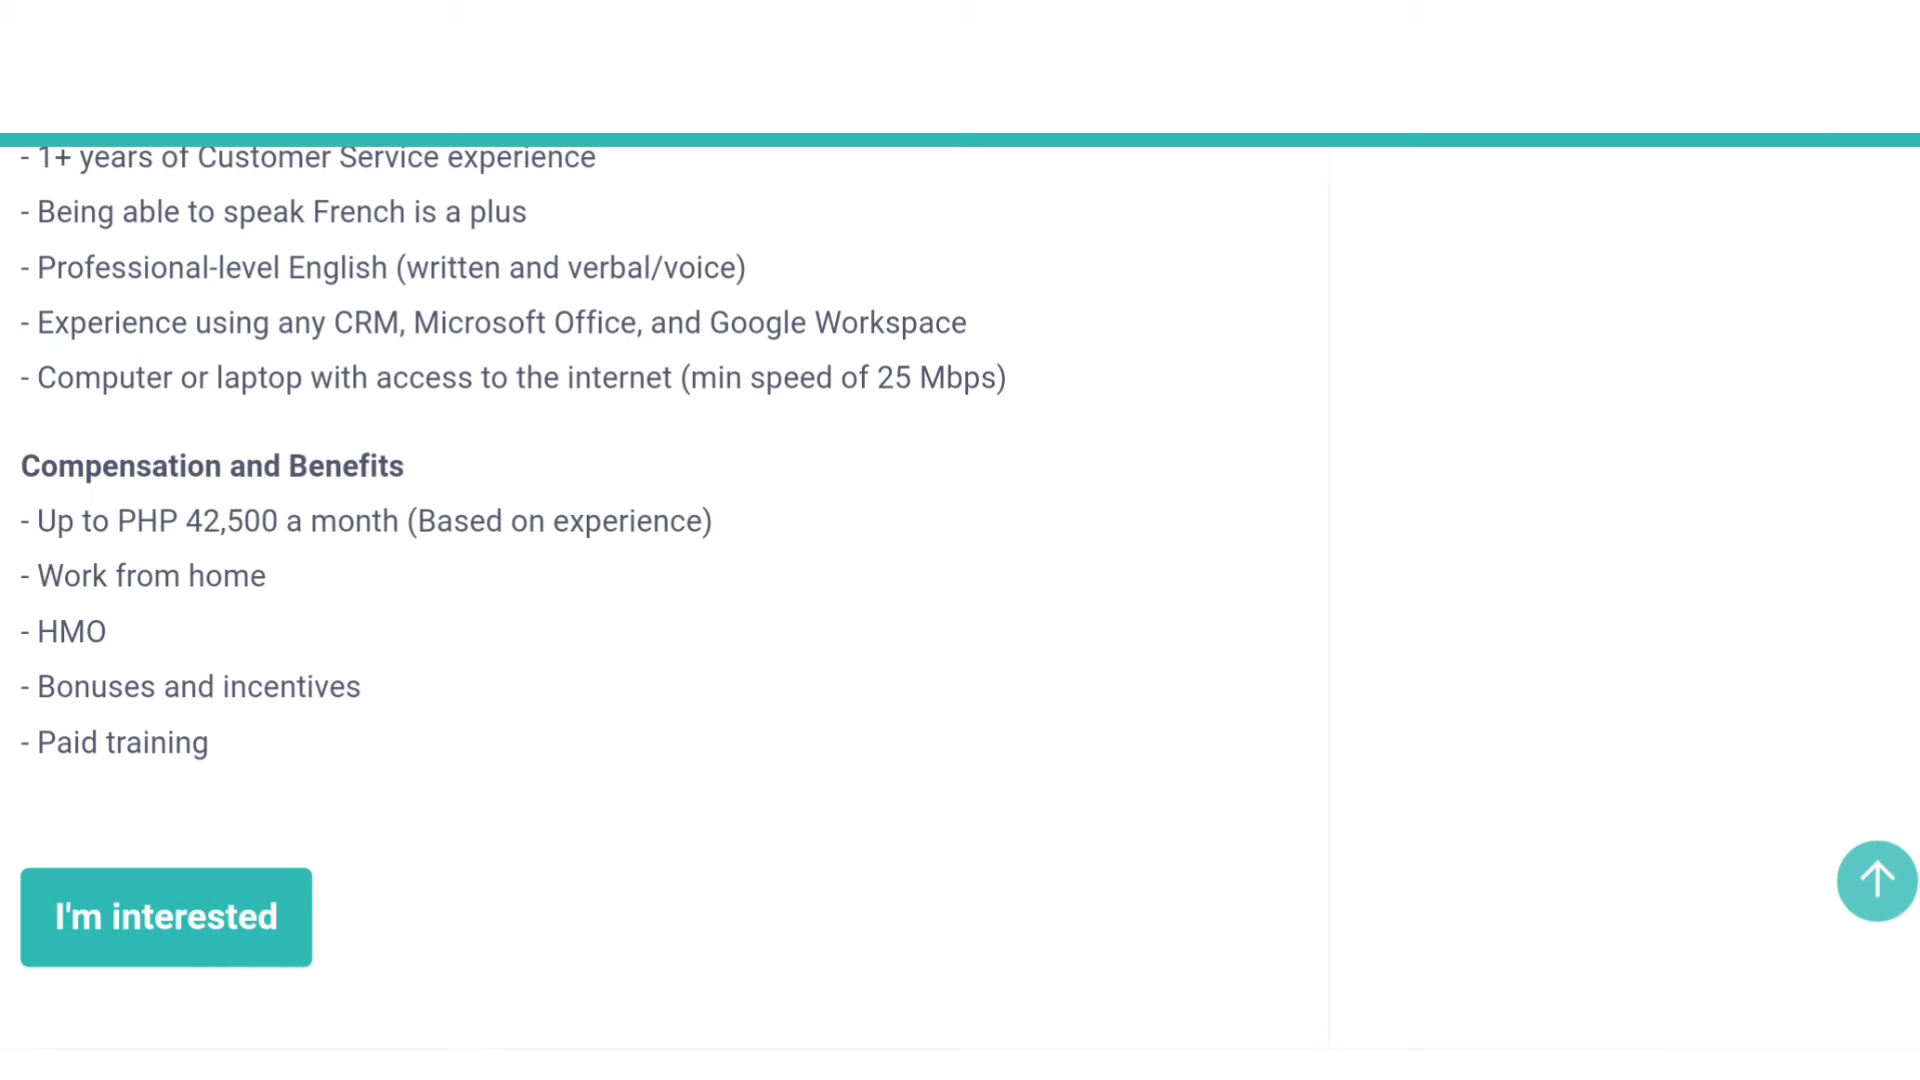 - 1+ years of Customer Service experience
- Being able to speak French is a plus
- Professional-level English (written and verbal/voice)
- Experience using any CRM, Microsoft Office, and Google Workspace
- Computer or laptop with access to the internet (min speed of 25 Mbps)
Compensation and Benefits
- Up to PHP 42,500 a month (Based on experience)
- Work from home
- HMO
- Bonuses and incentives
- Paid training
I'm interested